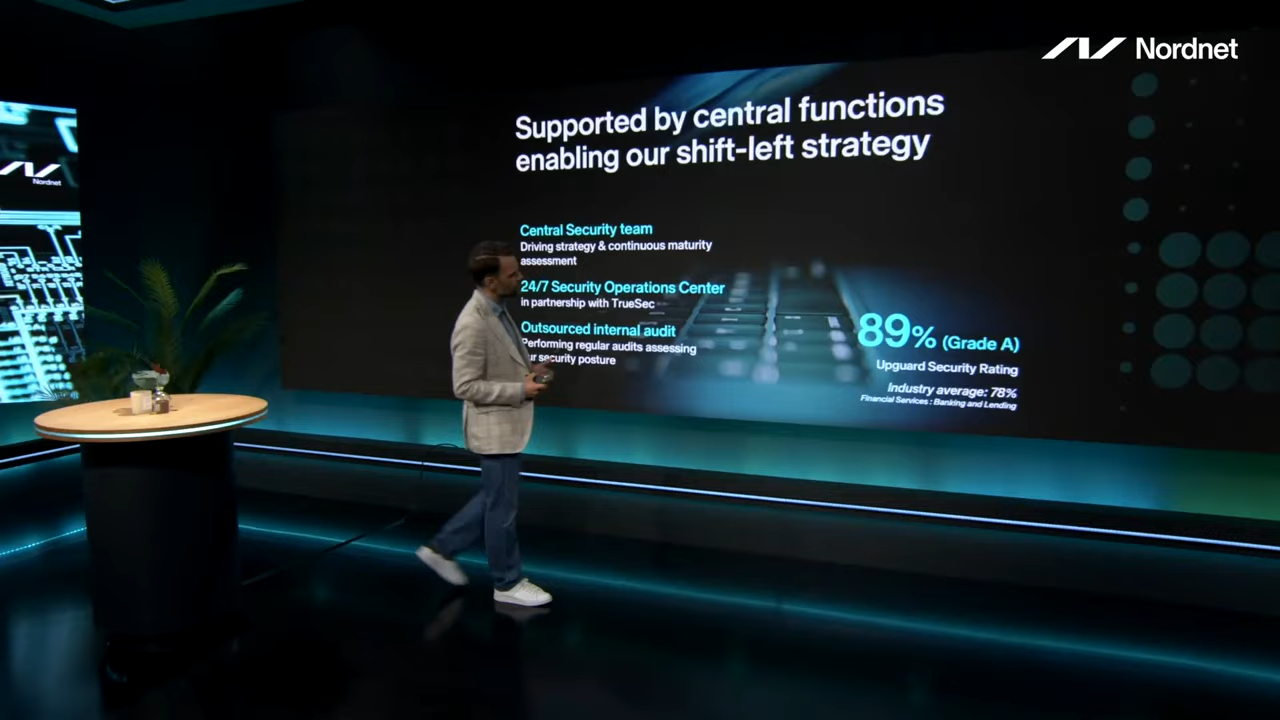 Nordnet
Supported by central functions
enabling our shift-left strategy
Nordnet
Central Security team
Driving strategy & continuous maturity
assessment
24/7 Security Operations Center
in partnership with TrueSec
Outsourced internal audit
Performing regular audits assessing
ur security posture
89% (Grade A)
Upguard Security Rating
Industry average: 78%
Financial Services : Banking and Lending